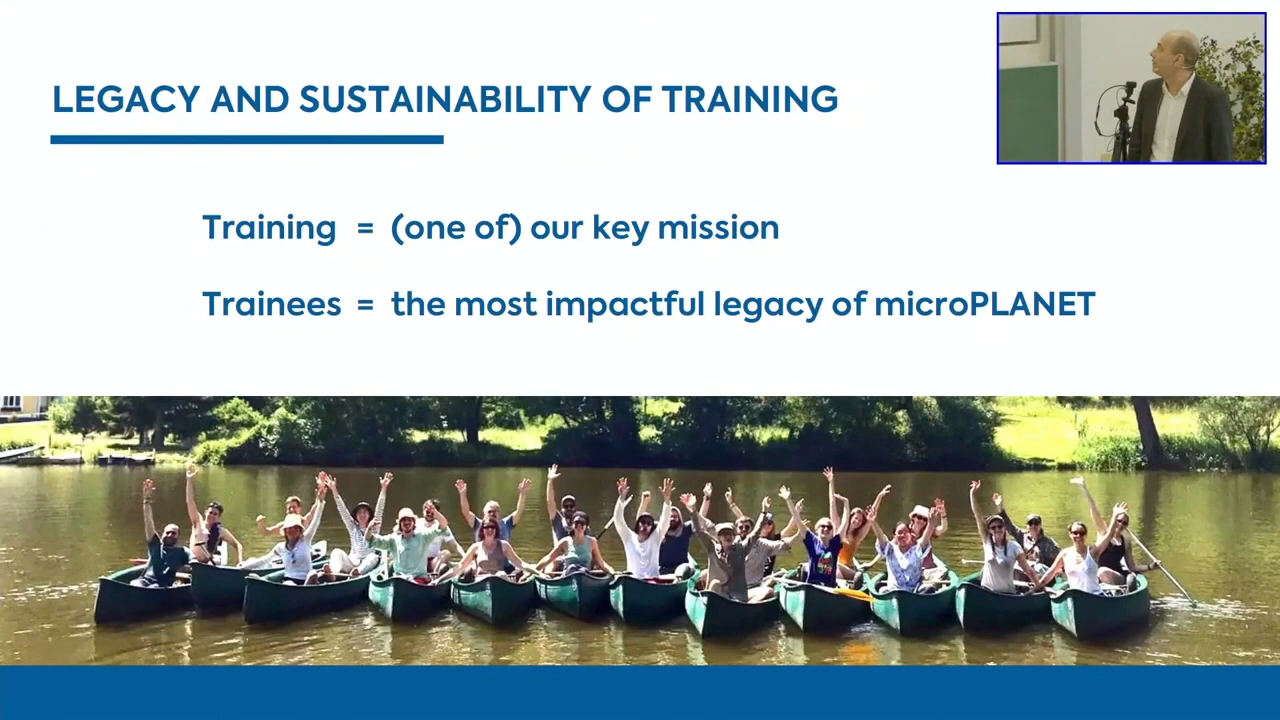 LEGACY AND SUSTAINABILITY OF TRAINING
Training = (one of) our key mission
Trainees = the most impactful legacy of microPLANET